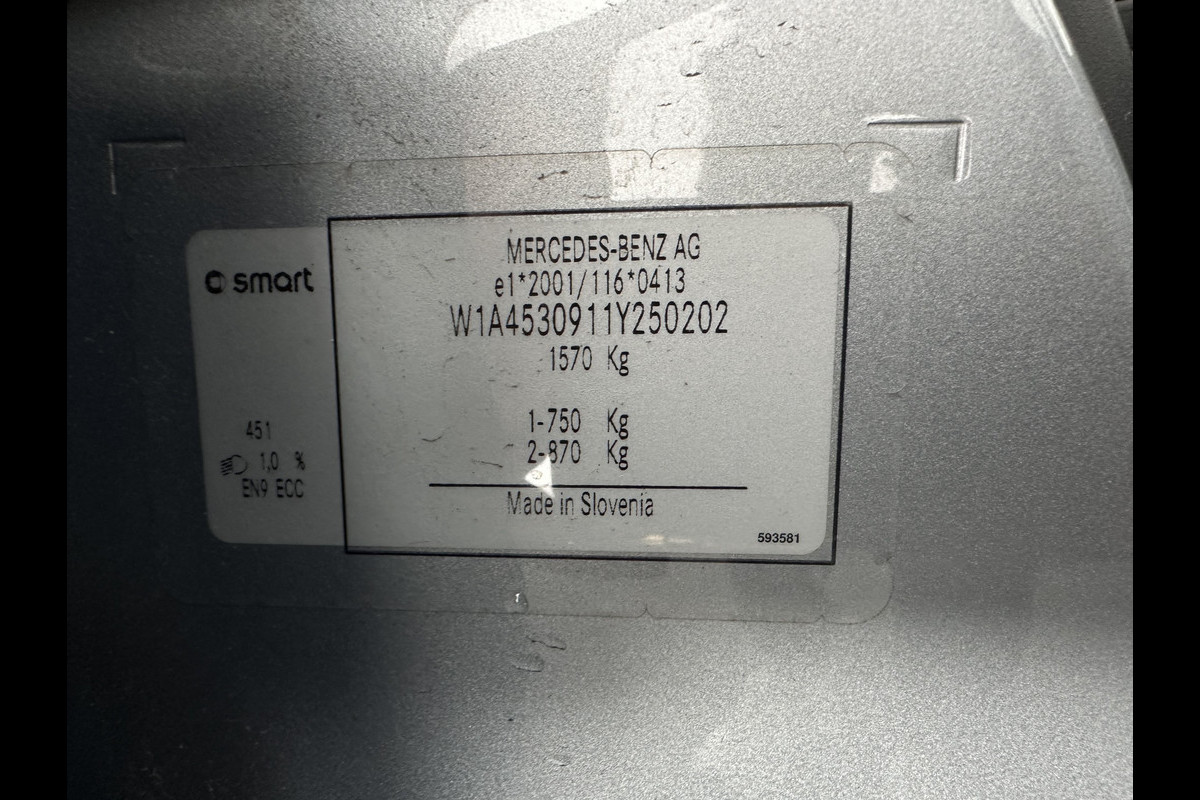 smart
451
1,0 %
EN9 ECC
MERCEDES-BENZ AG
e1*2001/116*0413
W1A4530911Y250202
1570 Kg
1-750 Kg
2-870 Kg
Made in Slovenia
593581